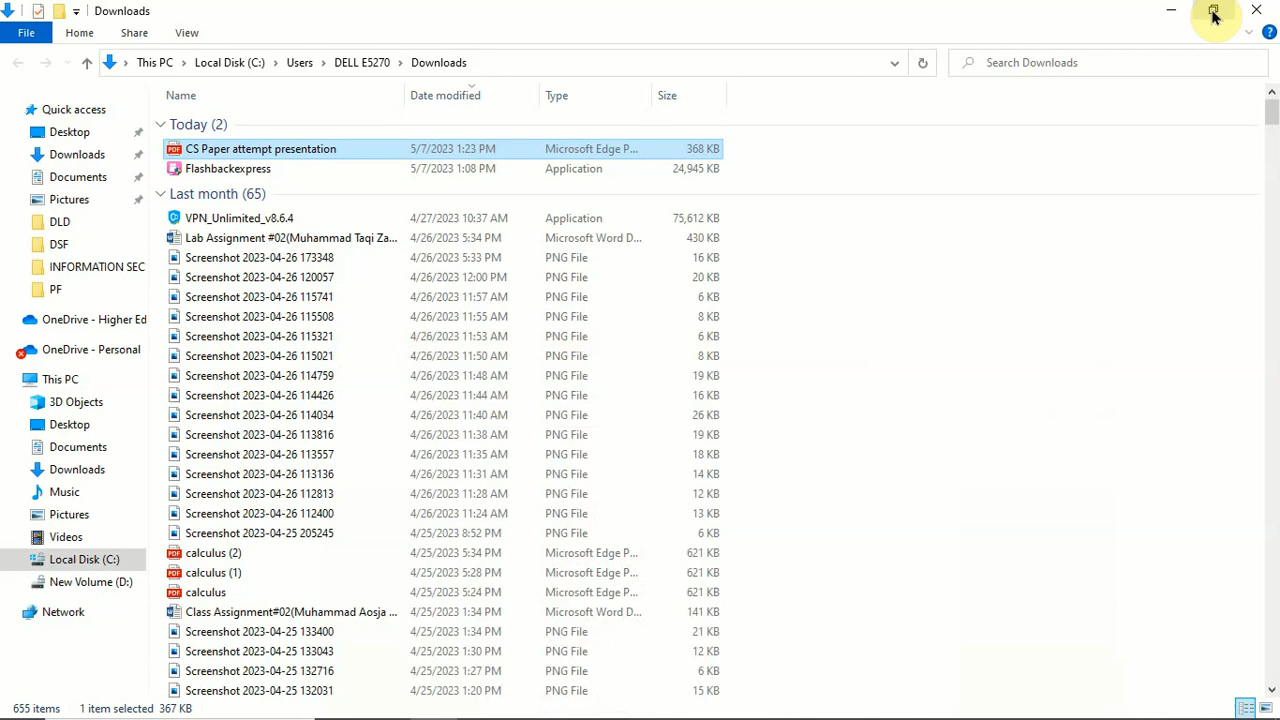 Downloads
File Home Share View
This PC Local Disk (C:) Users DELL E5270 Downloads Search Downloads
Name Date modified Type Size
Quick access
Desktop
Downloads
Documents
Pictures
DLD
DSF
INFORMATION SEC
PF
OneDrive - Higher Ed
OneDrive - Personal
This PC
3D Objects
Desktop
Documents
Downloads
Music
Pictures
Videos
Local Disk (C:)
New Volume (D:)
Network
Today (2)
CS Paper attempt presentation 5/7/2023 1:23 PM Microsoft Edge P... 368 KB
Flashbackexpress 5/7/2023 1:08 PM Application 24,945 KB
Last month (65)
VPN_Unlimited_v8.6.4 4/27/2023 10:37 AM Application 75,612 KB
Lab Assignment #02(Muhammad Taqi Za... 4/26/2023 5:34 PM Microsoft Word D... 430 KB
Screenshot 2023-04-26 173348 4/26/2023 5:33 PM PNG File 16 KB
Screenshot 2023-04-26 120057 4/26/2023 12:00 PM PNG File 20 KB
Screenshot 2023-04-26 115741 4/26/2023 11:57 AM PNG File 6 KB
Screenshot 2023-04-26 115508 4/26/2023 11:55 AM PNG File 8 KB
Screenshot 2023-04-26 115321 4/26/2023 11:53 AM PNG File 6 KB
Screenshot 2023-04-26 115021 4/26/2023 11:50 AM PNG File 8 KB
Screenshot 2023-04-26 114759 4/26/2023 11:48 AM PNG File 19 KB
Screenshot 2023-04-26 114426 4/26/2023 11:44 AM PNG File 16 KB
Screenshot 2023-04-26 114034 4/26/2023 11:40 AM PNG File 26 KB
Screenshot 2023-04-26 113816 4/26/2023 11:38 AM PNG File 19 KB
Screenshot 2023-04-26 113557 4/26/2023 11:35 AM PNG File 18 KB
Screenshot 2023-04-26 113136 4/26/2023 11:31 AM PNG File 14 KB
Screenshot 2023-04-26 112813 4/26/2023 11:28 AM PNG File 12 KB
Screenshot 2023-04-26 112400 4/26/2023 11:24 AM PNG File 13 KB
Screenshot 2023-04-25 205245 4/25/2023 8:52 PM PNG File 6 KB
calculus (2) 4/25/2023 5:34 PM Microsoft Edge P... 621 KB
calculus (1) 4/25/2023 5:28 PM Microsoft Edge P... 621 KB
calculus 4/25/2023 5:24 PM Microsoft Edge P... 621 KB
Class Assignment#02(Muhammad Aosja ... 4/25/2023 1:34 PM Microsoft Word D... 141 KB
Screenshot 2023-04-25 133400 4/25/2023 1:34 PM PNG File 21 KB
Screenshot 2023-04-25 133043 4/25/2023 1:30 PM PNG File 12 KB
Screenshot 2023-04-25 132716 4/25/2023 1:27 PM PNG File 6 KB
Screenshot 2023-04-25 132031 4/25/2023 1:20 PM PNG File 15 KB
655 items 1 item selected 367 KB